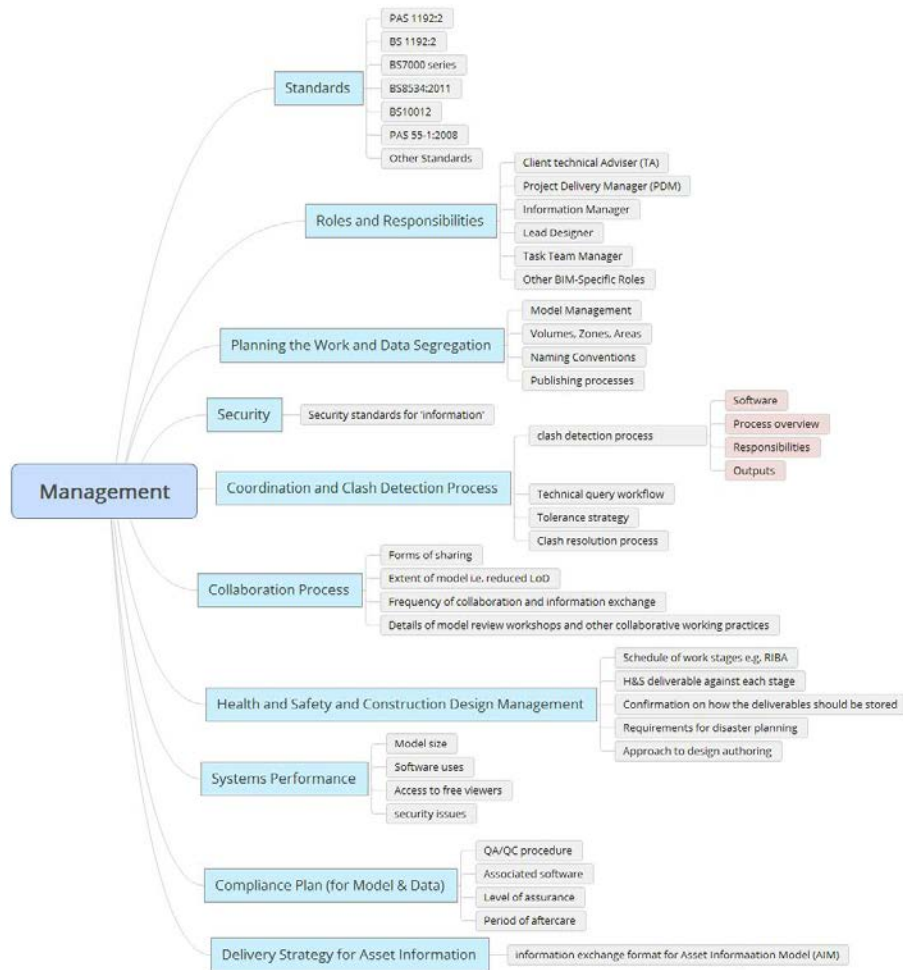 Management
Standards
PAS 1192:2
BS 1192:2
BS7000 series
BS8534:2011
BS10012
PAS 55-1:2008
Other Standards
Roles and Responsibilities
Client technical Adviser (TA)
Project Delivery Manager (PDM)
Information Manager
Lead Designer
Task Team Manager
Other BIM-Specific Roles
Planning the Work and Data Segregation
Model Management
Volumes, Zones, Areas
Naming Conventions
Publishing processes
Security
Security standards for 'information'
Coordination and Clash Detection Process
clash detection process
Software
Process overview
Responsibilities
Outputs
Technical query workflow
Tolerance strategy
Clash resolution process
Collaboration Process
Forms of sharing
Extent of model i.e. reduced LoD
Frequency of collaboration and information exchange
Details of model review workshops and other collaborative working practices
Health and Safety and Construction Design Management
Schedule of work stages e.g. RIBA
H&S deliverable against each stage
Confirmation on how the deliverables should be stored
Requirements for disaster planning
Approach to design authoring
Systems Performance
Model size
Software uses
Access to free viewers
security issues
Compliance Plan (for Model & Data)
QA/QC procedure
Associated software
Level of assurance
Period of aftercare
Delivery Strategy for Asset Information
information exchange format for Asset Informaation Model (AIM)